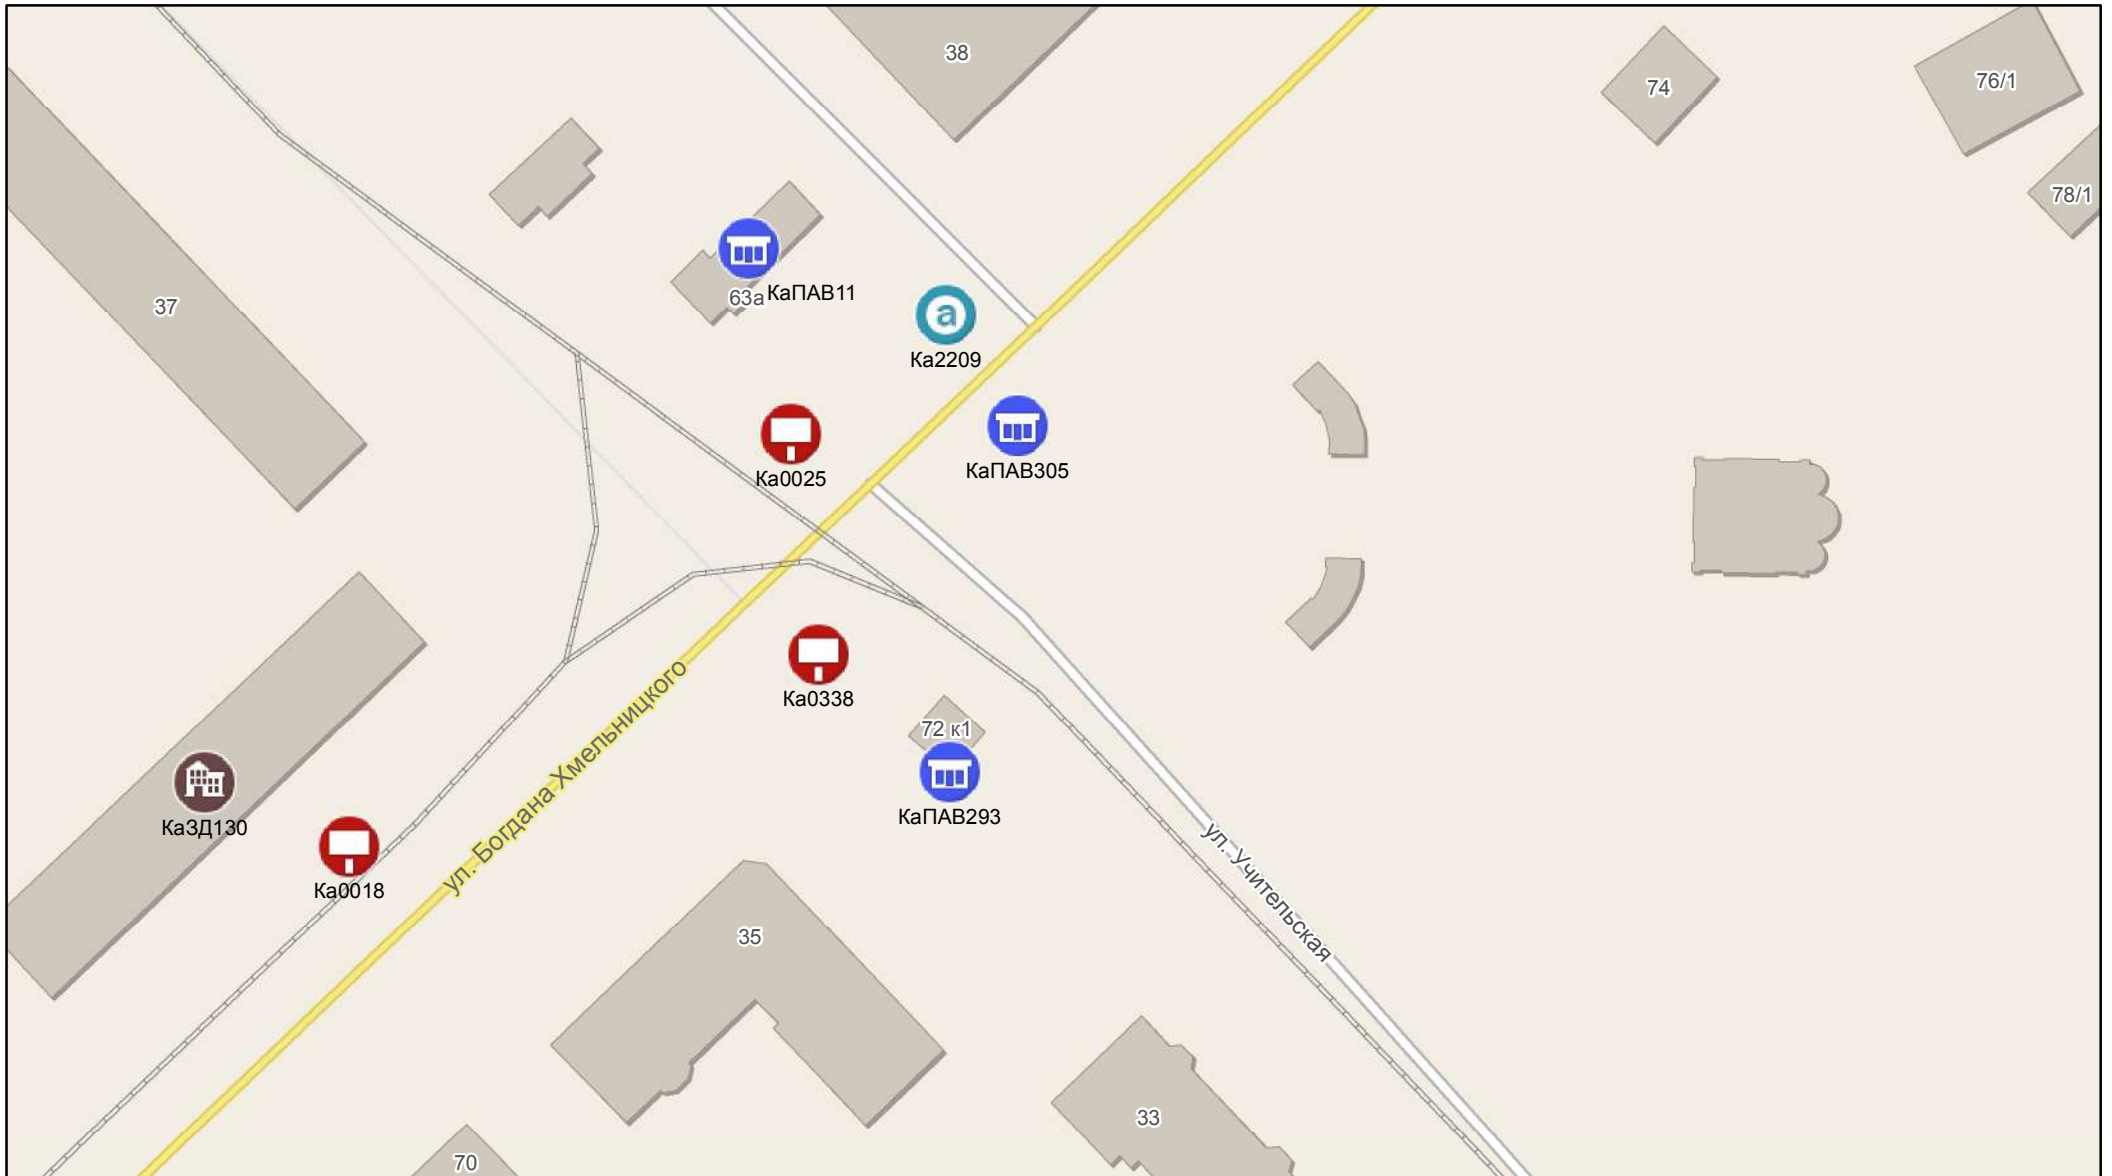 38
74
76/1
78/1
37
63а
КаПАВ11
a
Ка2209
Ка0025
КаПАВ305
ул. Богдана Хмельницкого
Ка0338
72 к1
КаПАВ293
КаЗД130
Ка0018
ул. Учительская
35
33
70